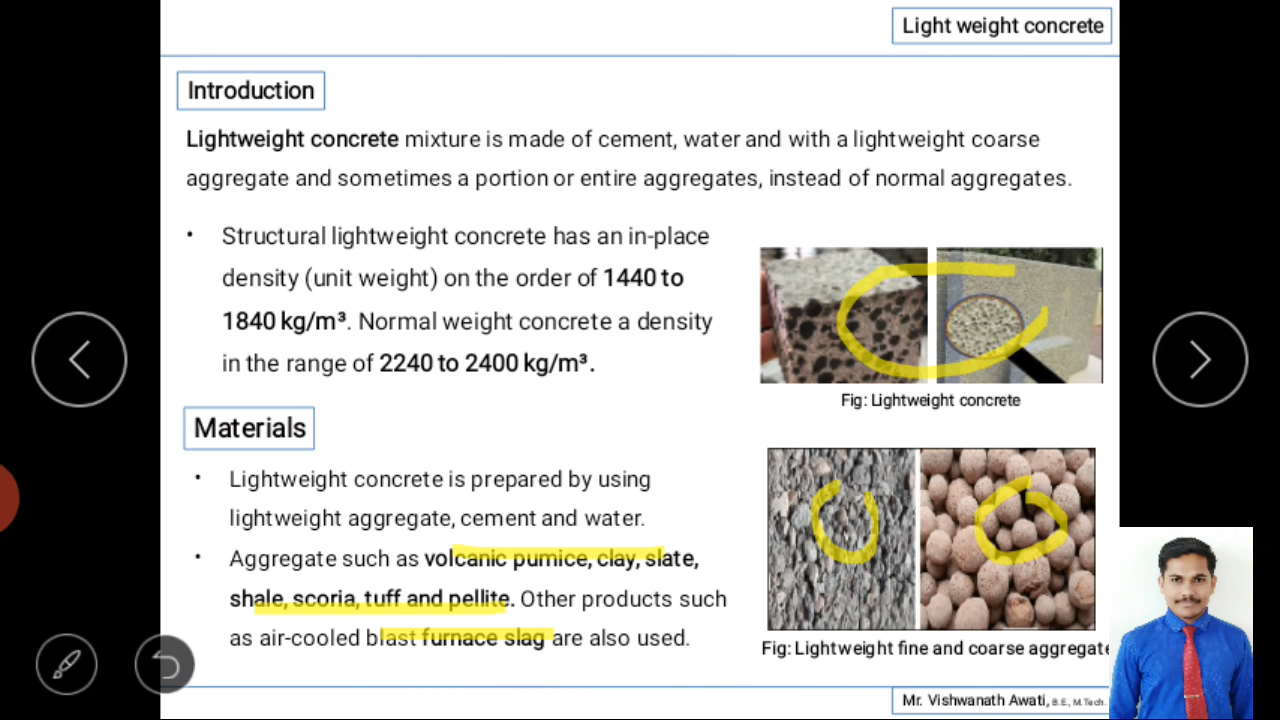 Light weight concrete
Introduction
Lightweight concrete mixture is made of cement, water and with a lightweight coarse
aggregate and sometimes a portion or entire aggregates, instead of normal aggregates.
• Structural lightweight concrete has an in-place
density (unit weight) on the order of 1440 to
1840 kg/m³. Normal weight concrete a density
in the range of 2240 to 2400 kg/m³.
Fig: Lightweight concrete
Materials
• Lightweight concrete is prepared by using
lightweight aggregate, cement and water.
• Aggregate such as volcanic pumice, clay, slate,
shale, scoria, tuff and pellite. Other products such
as air-cooled blast furnace slag are also used.
Fig: Lightweight fine and coarse aggregate
Mr. Vishwanath Awati, B.E., M.Tech.